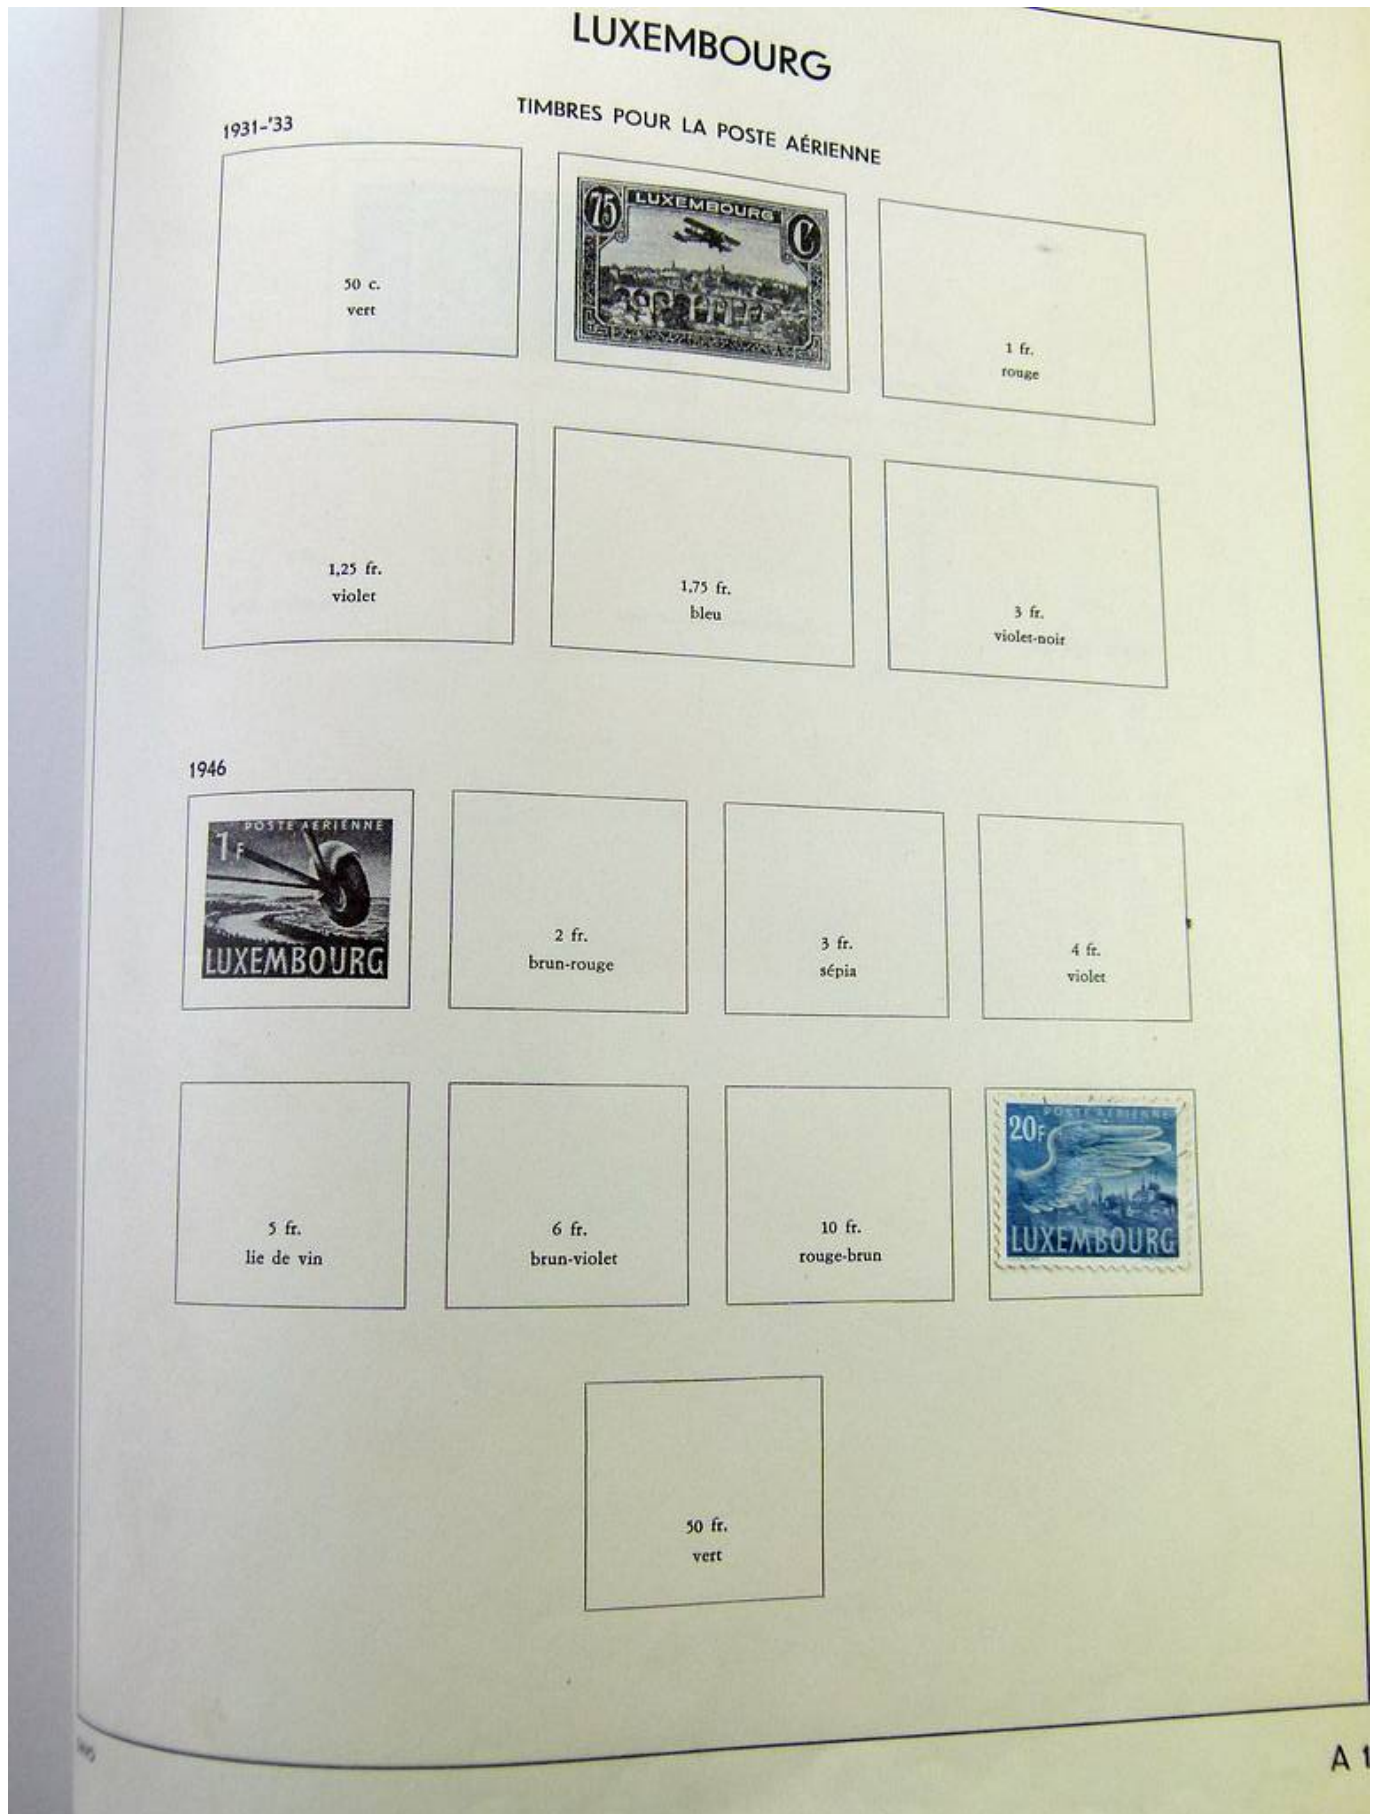 LUXEMBOURG
TIMBRES POUR LA POSTE AÉRIENNE
1931-'33
50 c.
vert
75 LUXEMBOURG C
1 fr.
rouge
1,25 fr.
violet
1,75 fr.
bleu
3 fr.
violet-noir
1946
POSTE AERIENNE
1F
LUXEMBOURG
2 fr.
brun-rouge
3 fr.
sépia
4 fr.
violet
5 fr.
lie de vin
6 fr.
brun-violet
10 fr.
rouge-brun
POSTE AERIENNE
20F
LUXEMBOURG
50 fr.
vert
A 1